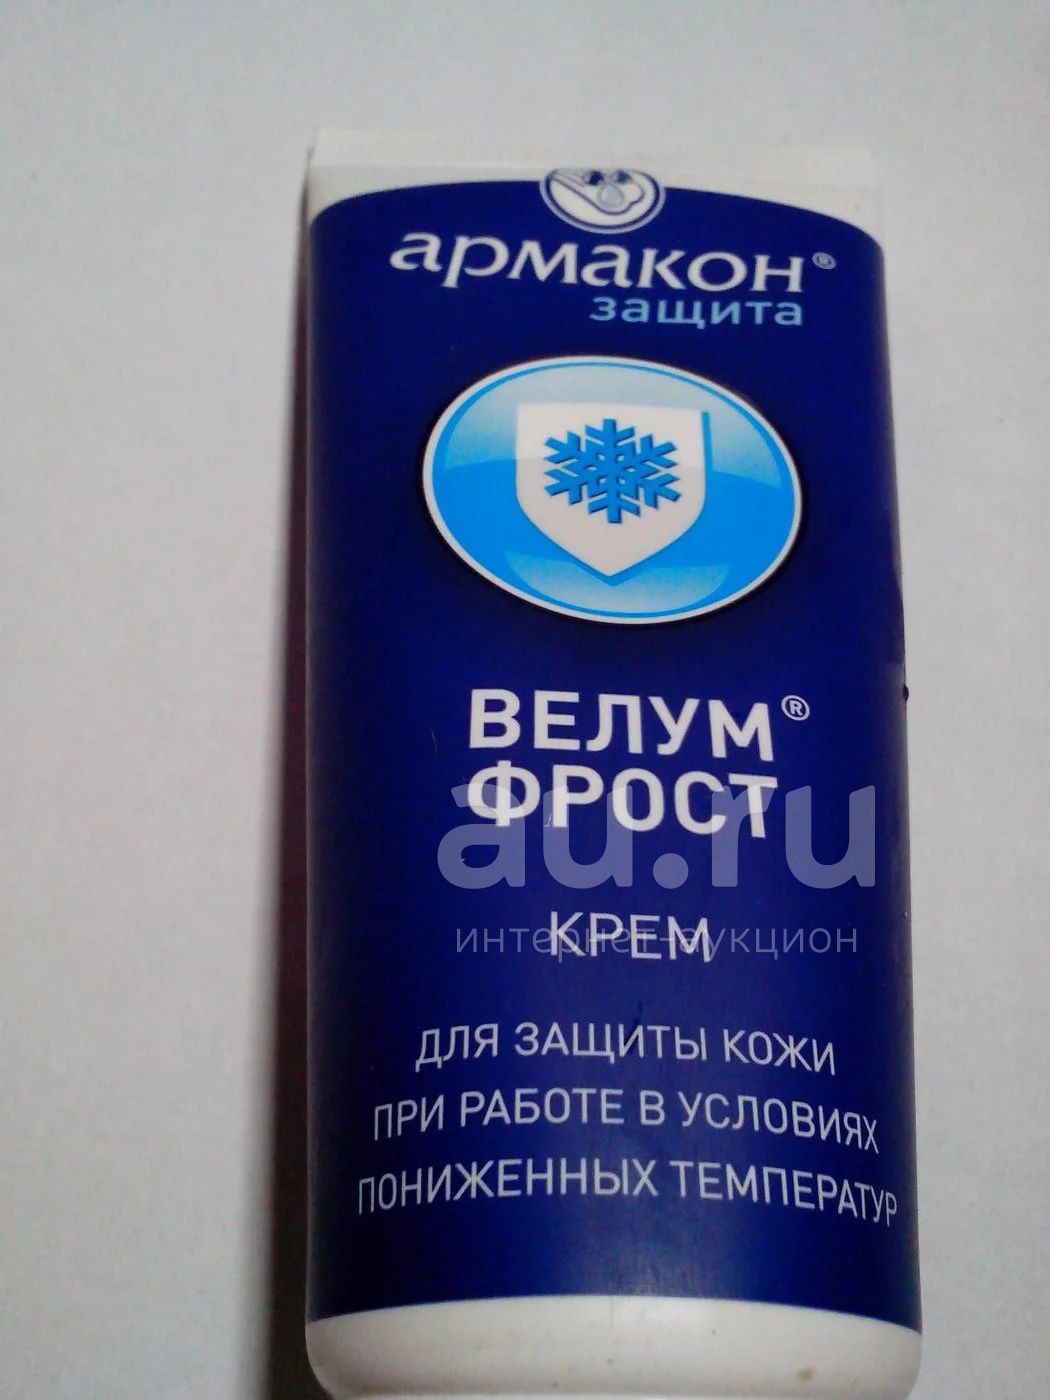 армакон®
защита
ВЕЛУМ®
ФРОСТ
au.ru
КРЕМ
интернет-аукцион
ДЛЯ ЗАЩИТЫ КОЖИ
ПРИ РАБОТЕ В УСЛОВИЯХ
ПОНИЖЕННЫХ ТЕМПЕРАТУР